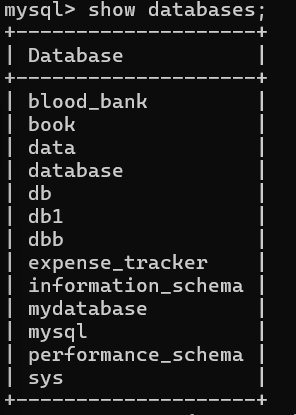 mysql> show databases;
+--------------------+
| Database           |
+--------------------+
| blood_bank         |
| book               |
| data               |
| database           |
| db                 |
| db1                |
| dbb                |
| expense_tracker    |
| information_schema |
| mydatabase         |
| mysql              |
| performance_schema |
| sys                |
+--------------------+